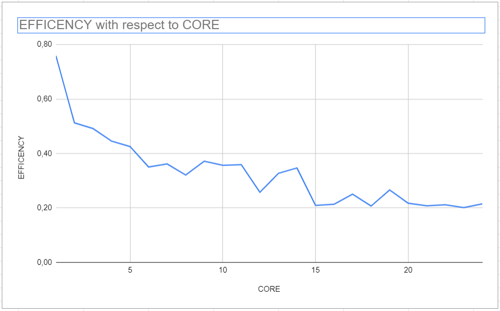 EFFICENCY with respect to CORE
0,80
0,60
0,40
0,20
0,00
EFFICENCY
5 10 15 20
CORE